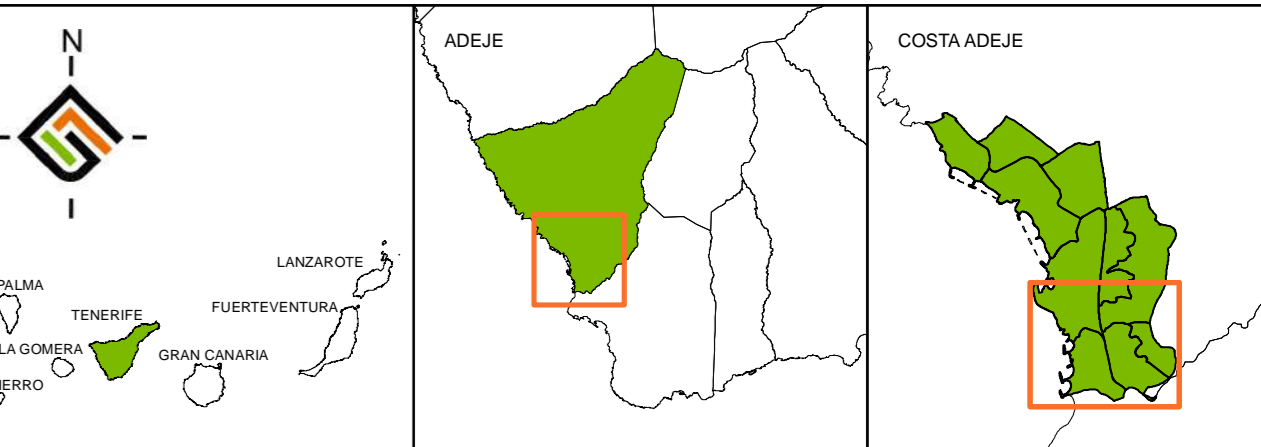 N
ADEJE
COSTA ADEJE
LANZAROTE
PALMA
FUERTEVENTURA
TENERIFE
LA GOMERA
GRAN CANARIA
IERRO